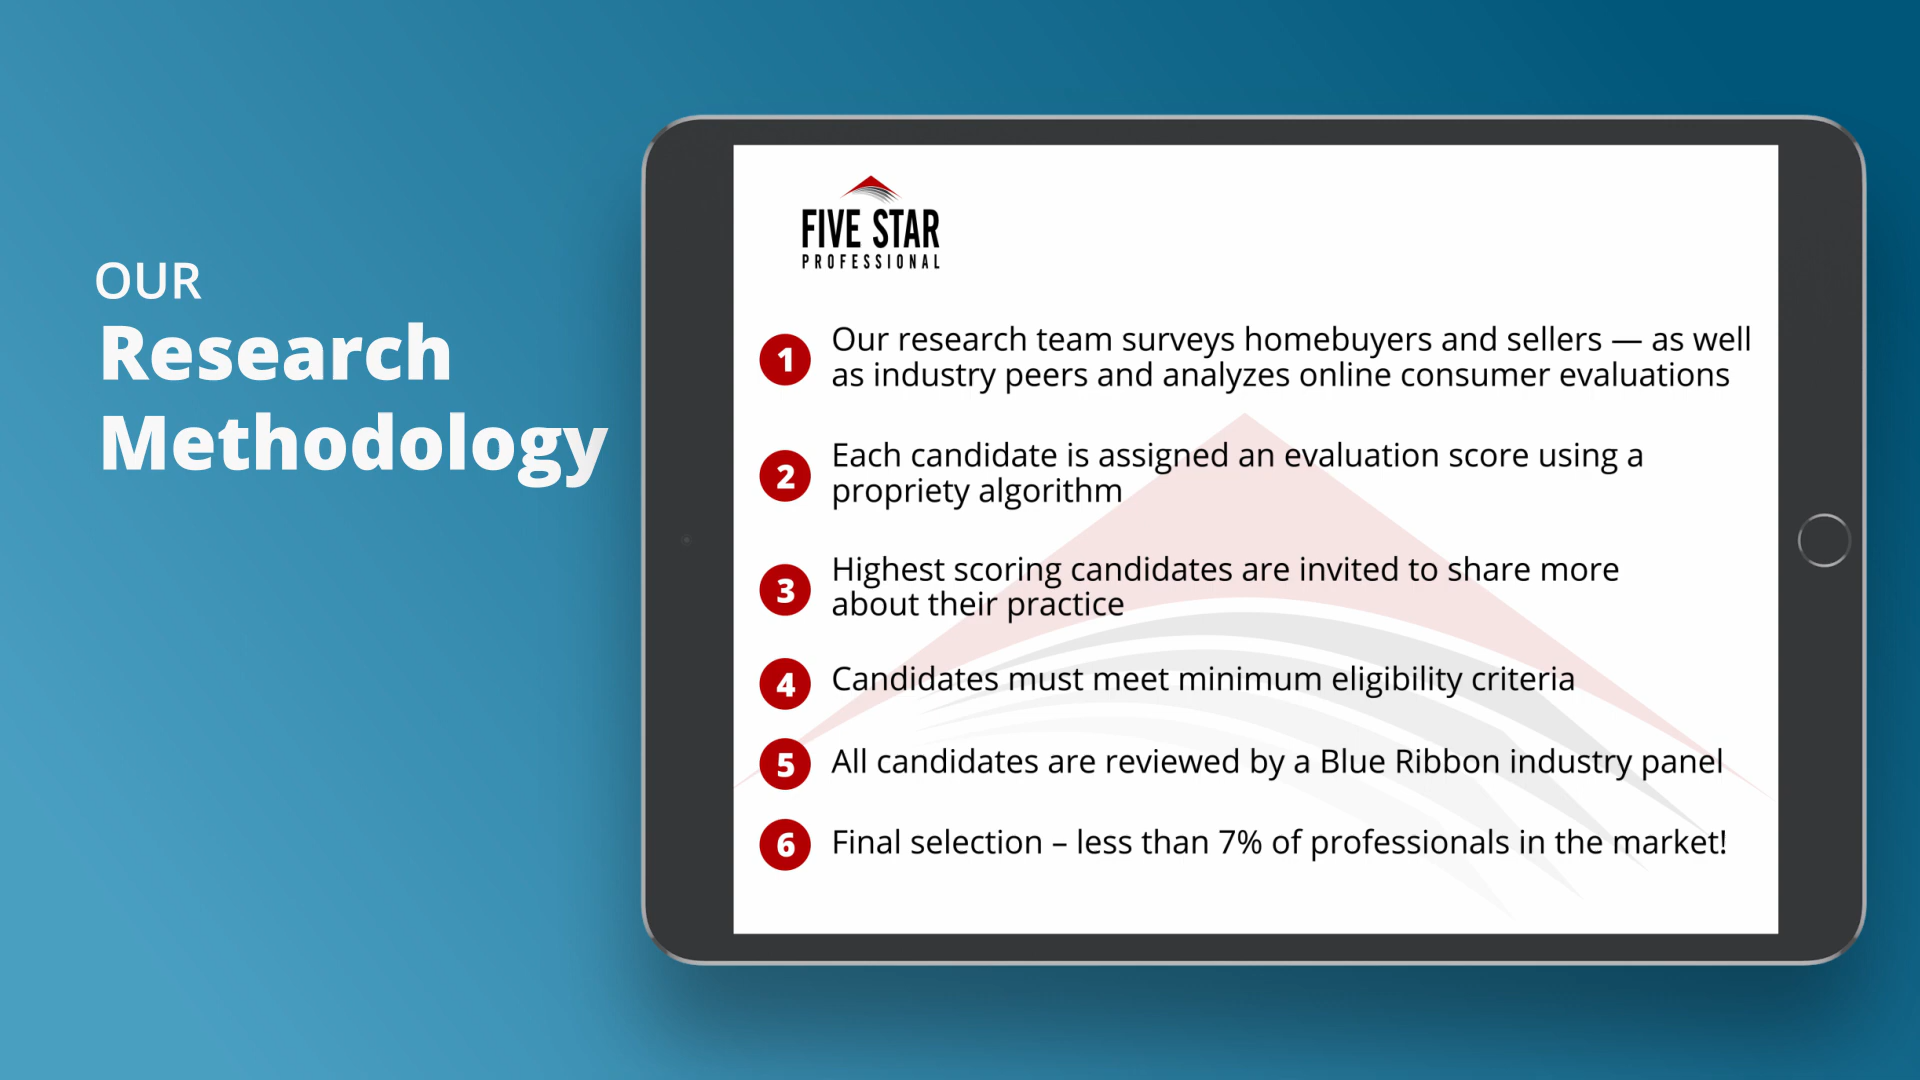 OUR
Research
Methodology
FIVE STAR
PROFESSIONAL
1 Our research team surveys homebuyers and sellers — as well
as industry peers and analyzes online consumer evaluations
2 Each candidate is assigned an evaluation score using a
propriety algorithm
3 Highest scoring candidates are invited to share more
about their practice
4 Candidates must meet minimum eligibility criteria
5 All candidates are reviewed by a Blue Ribbon industry panel
6 Final selection – less than 7% of professionals in the market!